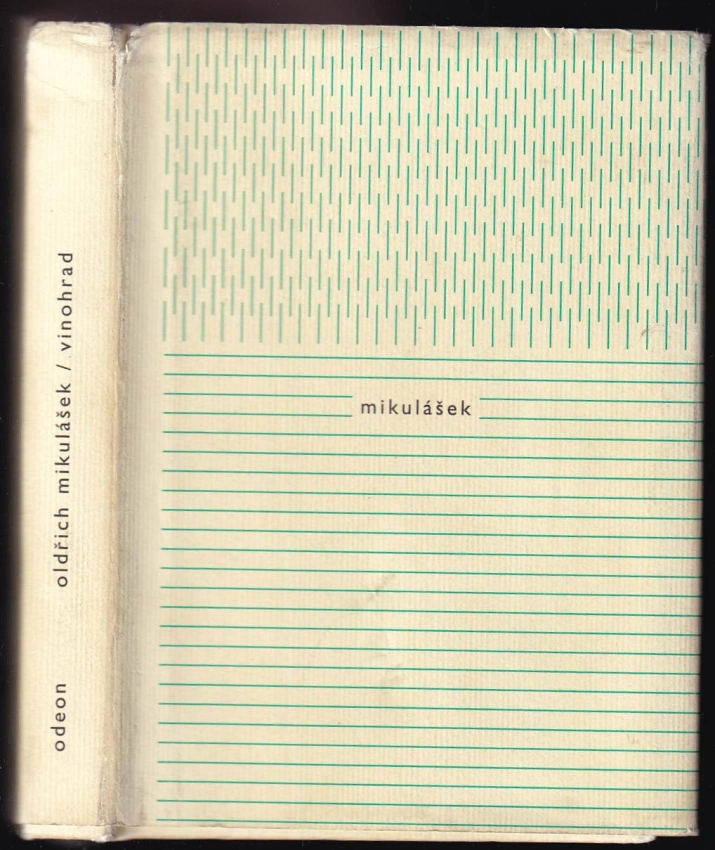 mikulášek
oldřich mikulášek / vinohrad
odeon